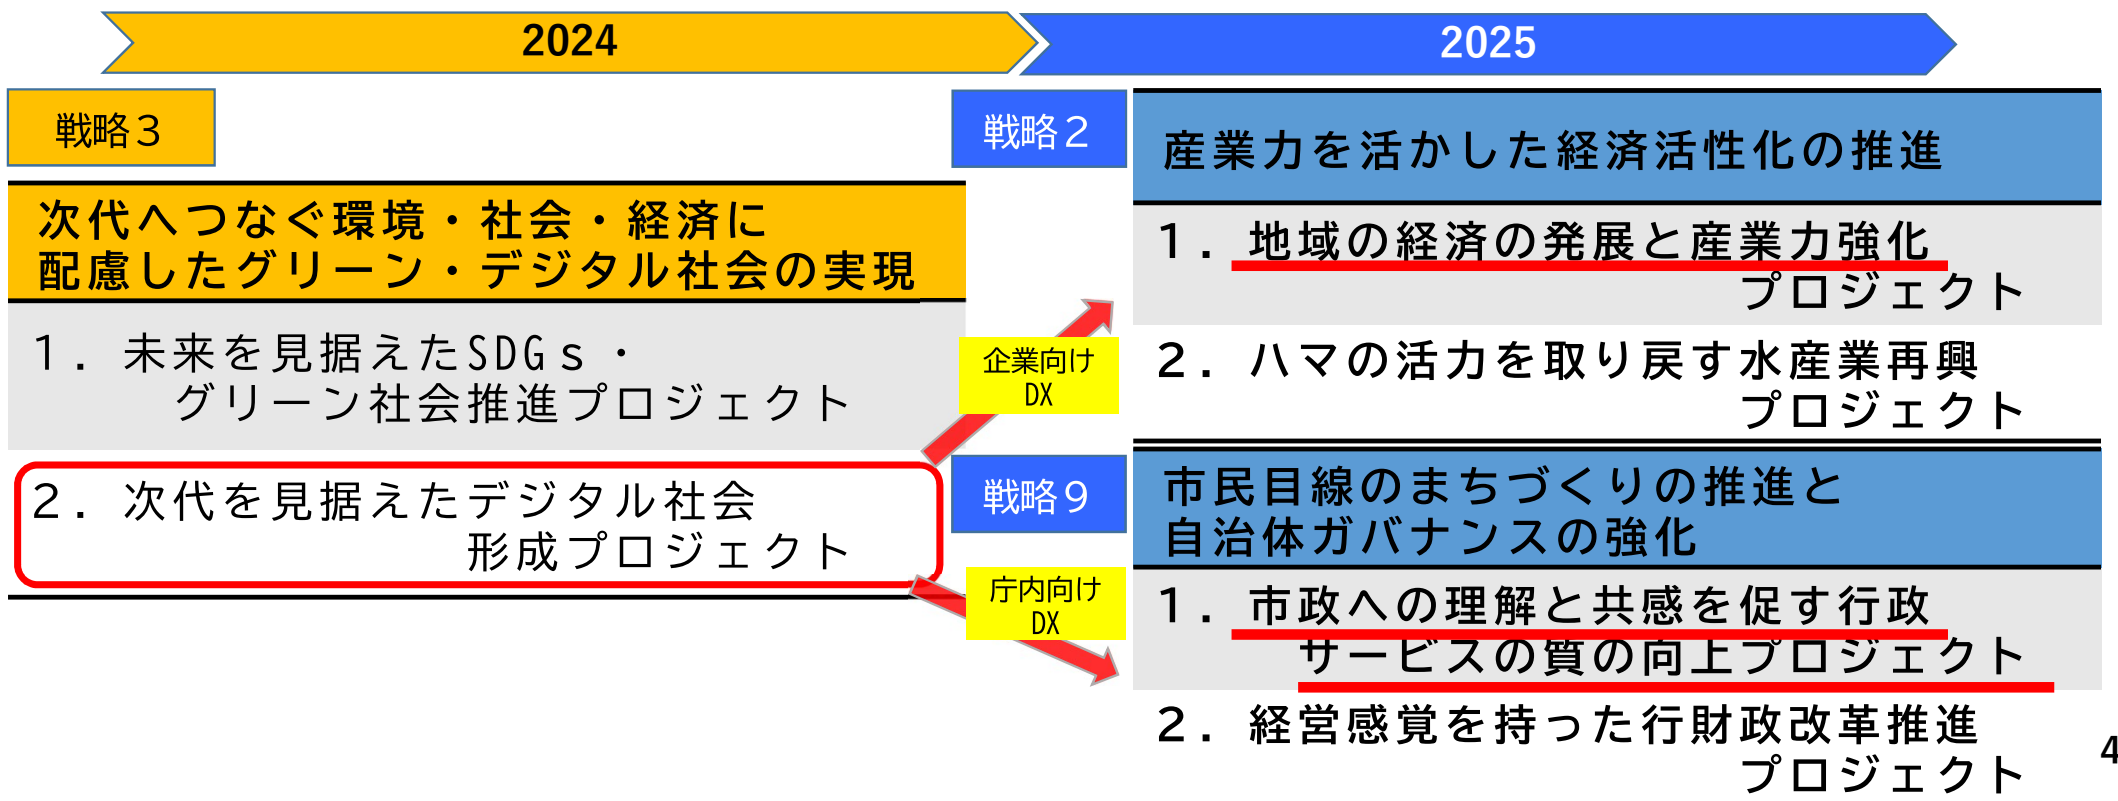 2024
2025
戦略３
次代へつなぐ環境・社会・経済に
配慮したグリーン・デジタル社会の実現
１．未来を見据えたSDGｓ・
グリーン社会推進プロジェクト
２．次代を見据えたデジタル社会
形成プロジェクト
企業向け
DX
庁内向け
DX
戦略２
産業力を活かした経済活性化の推進
１．地域の経済の発展と産業力強化
プロジェクト
２．ハマの活力を取り戻す水産業再興
プロジェクト
戦略９
市民目線のまちづくりの推進と
自治体ガバナンスの強化
１．市政への理解と共感を促す行政
サービスの質の向上プロジェクト
２．経営感覚を持った行財政改革推進
プロジェクト
4